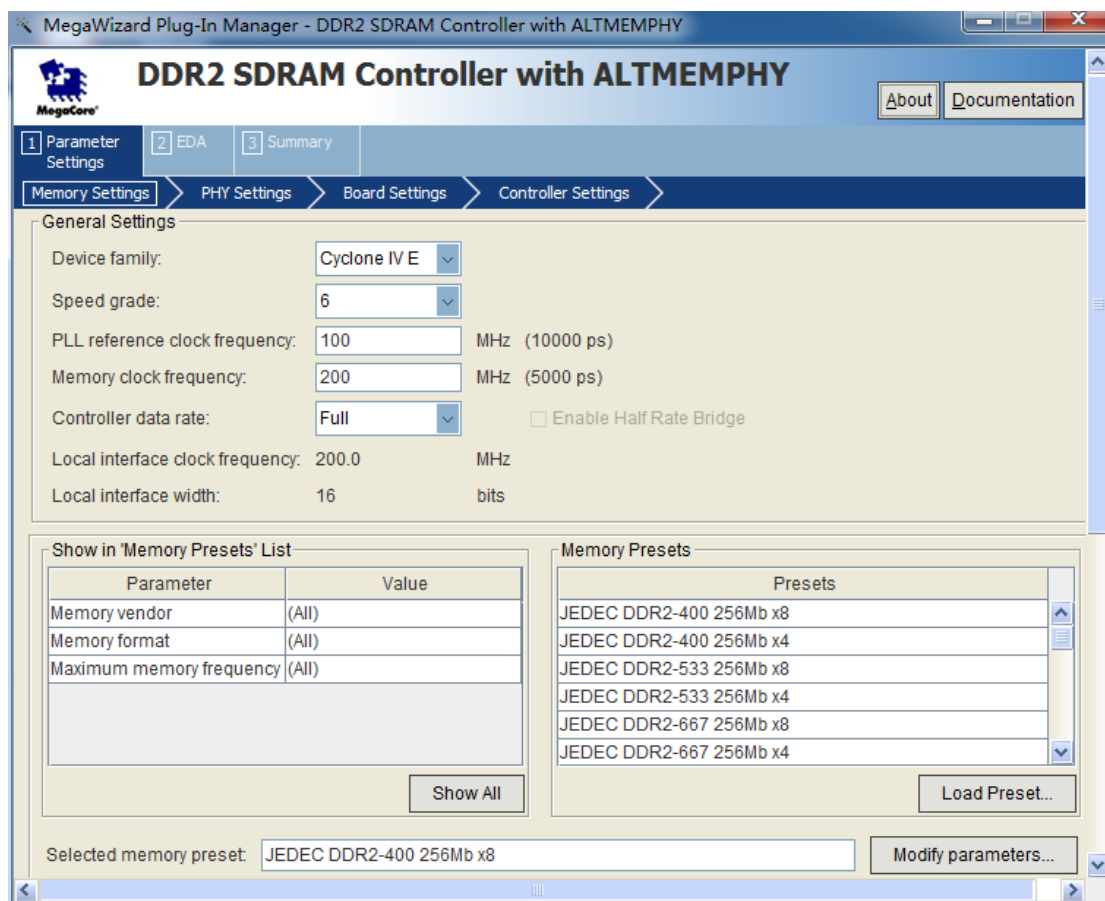 MegaWizard Plug-In Manager - DDR2 SDRAM Controller with ALTMEMPHY
MegaCore®
DDR2 SDRAM Controller with ALTMEMPHY
About
Documentation
1 Parameter Settings
2 EDA
3 Summary
Memory Settings
PHY Settings
Board Settings
Controller Settings
General Settings
Device family: Cyclone IV E
Speed grade: 6
PLL reference clock frequency: 100 MHz (10000 ps)
Memory clock frequency: 200 MHz (5000 ps)
Controller data rate: Full Enable Half Rate Bridge
Local interface clock frequency: 200.0 MHz
Local interface width: 16 bits
Show in 'Memory Presets' List
Parameter Value
Memory vendor (All)
Memory format (All)
Maximum memory frequency (All)
Show All
Memory Presets
Presets
JEDEC DDR2-400 256Mb x8
JEDEC DDR2-400 256Mb x4
JEDEC DDR2-533 256Mb x8
JEDEC DDR2-533 256Mb x4
JEDEC DDR2-667 256Mb x8
JEDEC DDR2-667 256Mb x4
Load Preset...
Selected memory preset: JEDEC DDR2-400 256Mb x8
Modify parameters...